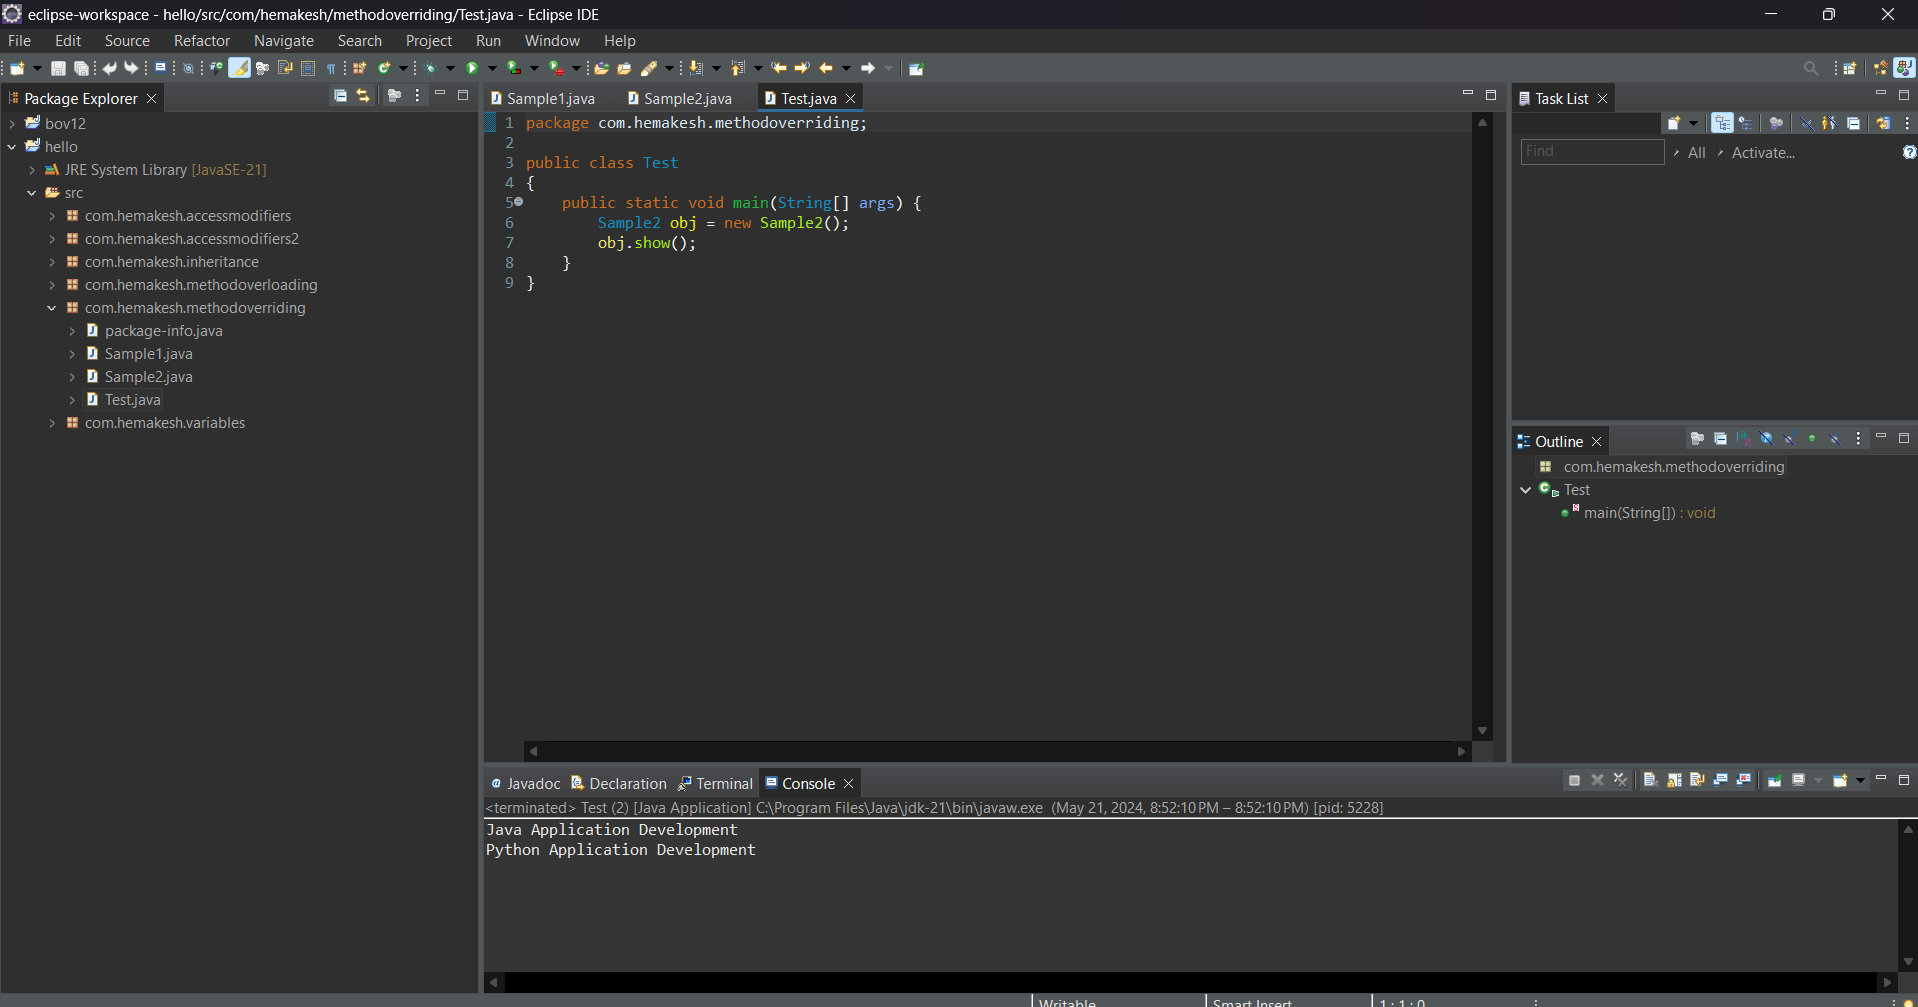 eclipse-workspace - hello/src/com/hemakesh/methodoverriding/Test.java - Eclipse IDE
File Edit Source Refactor Navigate Search Project Run Window Help
Package Explorer
bov12
hello
JRE System Library [JavaSE-21]
src
com.hemakesh.accessmodifiers
com.hemakesh.accessmodifiers2
com.hemakesh.inheritance
com.hemakesh.methodoverloading
com.hemakesh.methodoverriding
package-info.java
Sample1.java
Sample2.java
Test.java
com.hemakesh.variables
Sample1.java Sample2.java Test.java
1 package com.hemakesh.methodoverriding;
2
3 public class Test
4 {
5 public static void main(String[] args) {
6 Sample2 obj = new Sample2();
7 obj.show();
8 }
9 }
Task List
Find All Activate...
Outline
com.hemakesh.methodoverriding
Test
main(String[]) : void
Javadoc Declaration Terminal Console
<terminated> Test (2) [Java Application] C:\Program Files\Java\jdk-21\bin\javaw.exe (May 21, 2024, 8:52:10 PM – 8:52:10 PM) [pid: 5228]
Java Application Development
Python Application Development
Writable Smart Insert 1 : 1 : 0